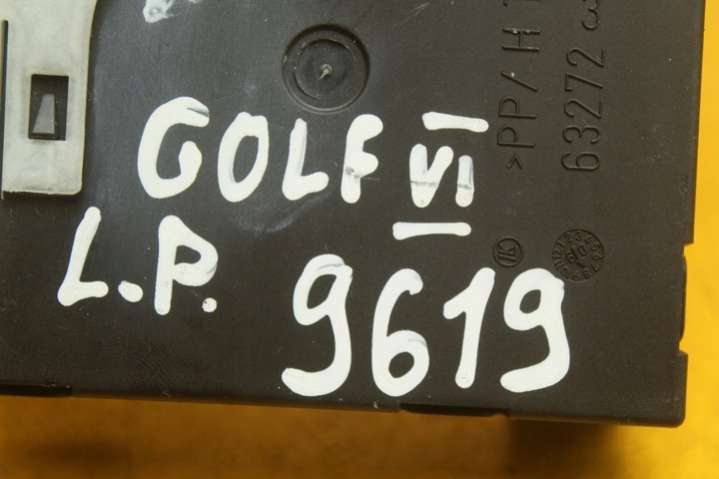 GOLF VI
L.P. 9619
>PP/H
63272